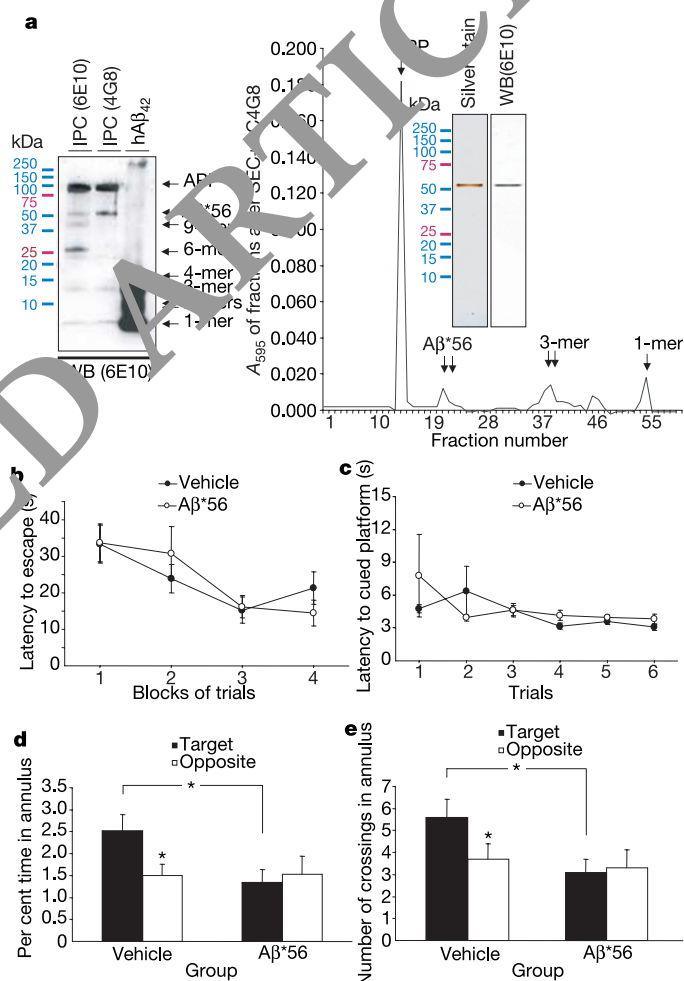 a
IPC (6E10)
IPC (4G8)
hAβ42
kDa
250
150
100
75
50
37
25
20
15
10
6-mer
4-mer
1-mer
WB (6E10)
A595 of fractions after SEC
0.200
0.160
0.140
0.120
0.100
0.080
0.060
0.040
0.020
0.000
1
10
19
28
37
46
55
Fraction number
Silver stain
WB(6E10)
kDa
250
150
100
75
50
37
25
20
15
10
Aβ*56
3-mer
1-mer
b
Vehicle
Aβ*56
Latency to escape (s)
40
30
20
10
0
1
2
3
4
Blocks of trials
c
Vehicle
Aβ*56
Latency to cued platform (s)
15
12
9
6
3
0
1
2
3
4
5
6
Trials
d
Target
Opposite
Per cent time in annulus
3.5
3.0
2.5
2.0
1.5
1.0
0.5
0
*
*
Vehicle
Aβ*56
Group
e
Target
Opposite
Number of crossings in annulus
7
6
5
4
3
2
1
0
*
*
Vehicle
Aβ*56
Group